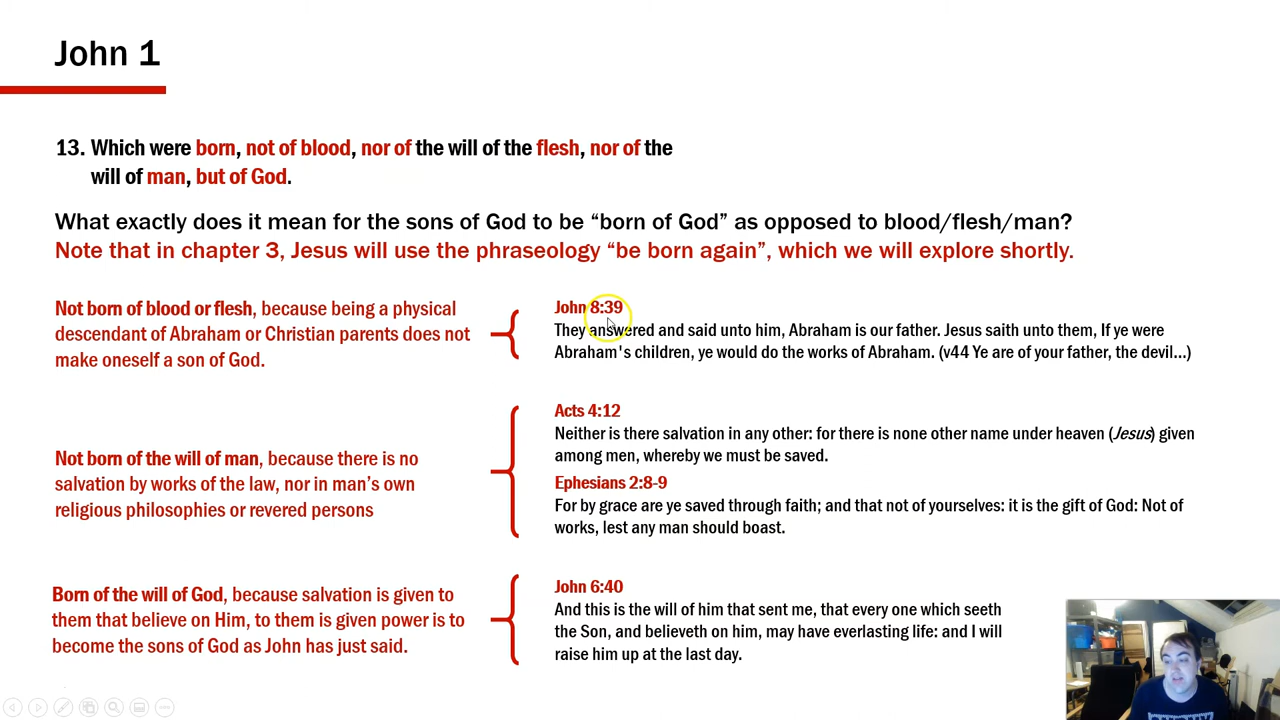 John 1
13. Which were born, not of blood, nor of the will of the flesh, nor of the
will of man, but of God.
What exactly does it mean for the sons of God to be “born of God” as opposed to blood/flesh/man?
Note that in chapter 3, Jesus will use the phraseology “be born again”, which we will explore shortly.
Not born of blood or flesh, because being a physical
descendant of Abraham or Christian parents does not
make oneself a son of God.
John 8:39
They answered and said unto him, Abraham is our father. Jesus saith unto them, If ye were
Abraham's children, ye would do the works of Abraham. (v44 Ye are of your father, the devil...)
Not born of the will of man, because there is no
salvation by works of the law, nor in man’s own
religious philosophies or revered persons
Acts 4:12
Neither is there salvation in any other: for there is none other name under heaven (Jesus) given
among men, whereby we must be saved.
Ephesians 2:8-9
For by grace are ye saved through faith; and that not of yourselves: it is the gift of God: Not of
works, lest any man should boast.
Born of the will of God, because salvation is given to
them that believe on Him, to them is given power is to
become the sons of God as John has just said.
John 6:40
And this is the will of him that sent me, that every one which seeth
the Son, and believeth on him, may have everlasting life: and I will
raise him up at the last day.